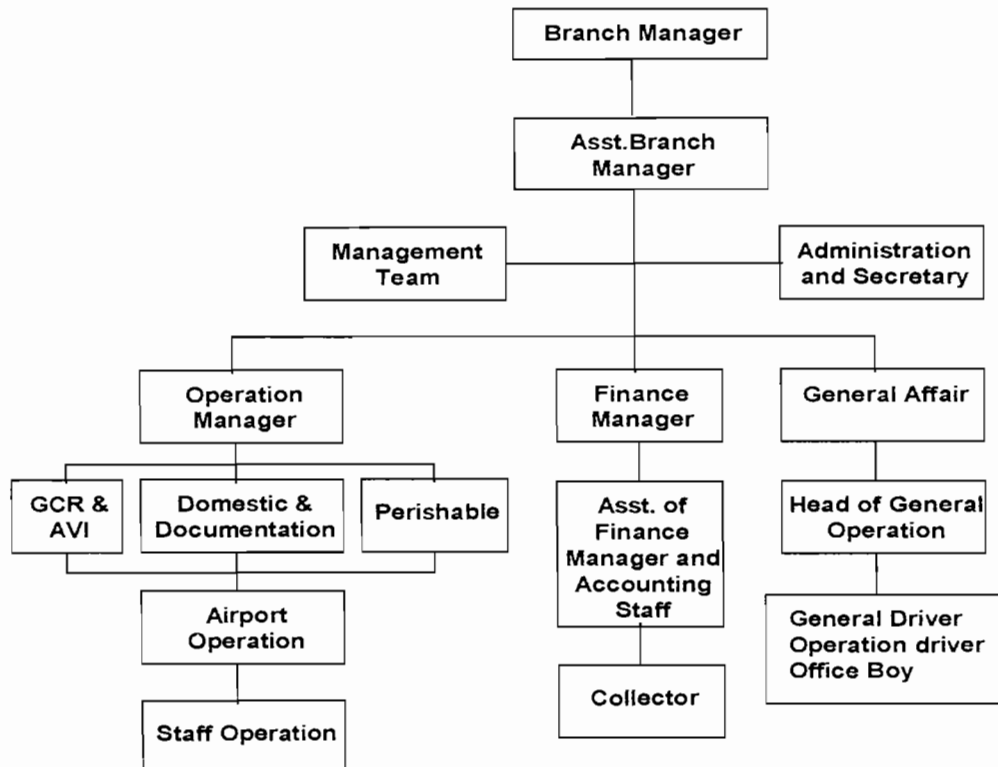 Branch Manager
Asst.Branch
Manager
Management
Team
Administration
and Secretary
Operation
Manager
Finance
Manager
General Affair
GCR &
AVI
Domestic &
Documentation
Perishable
Asst. of
Finance
Manager and
Accounting
Staff
Head of General
Operation
Airport
Operation
General Driver
Operation driver
Office Boy
Collector
Staff Operation